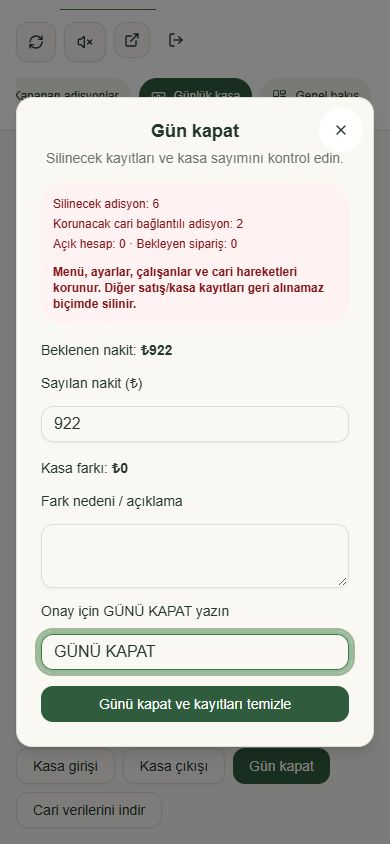 Kapanan adisyonlar
Günlük kasa
Genel bakış
Gün kapat
Silinecek kayıtları ve kasa sayımını kontrol edin.
Silinecek adisyon: 6
Korunacak cari bağlantılı adisyon: 2
Açık hesap: 0 · Bekleyen sipariş: 0
Menü, ayarlar, çalışanlar ve cari hareketleri
korunur. Diğer satış/kasa kayıtları geri alınamaz
biçimde silinir.
Beklenen nakit: ₺922
Sayılan nakit (₺)
922
Kasa farkı: ₺0
Fark nedeni / açıklama
Onay için GÜNÜ KAPAT yazın
GÜNÜ KAPAT
Günü kapat ve kayıtları temizle
Kasa girişi
Kasa çıkışı
Gün kapat
Cari verilerini indir